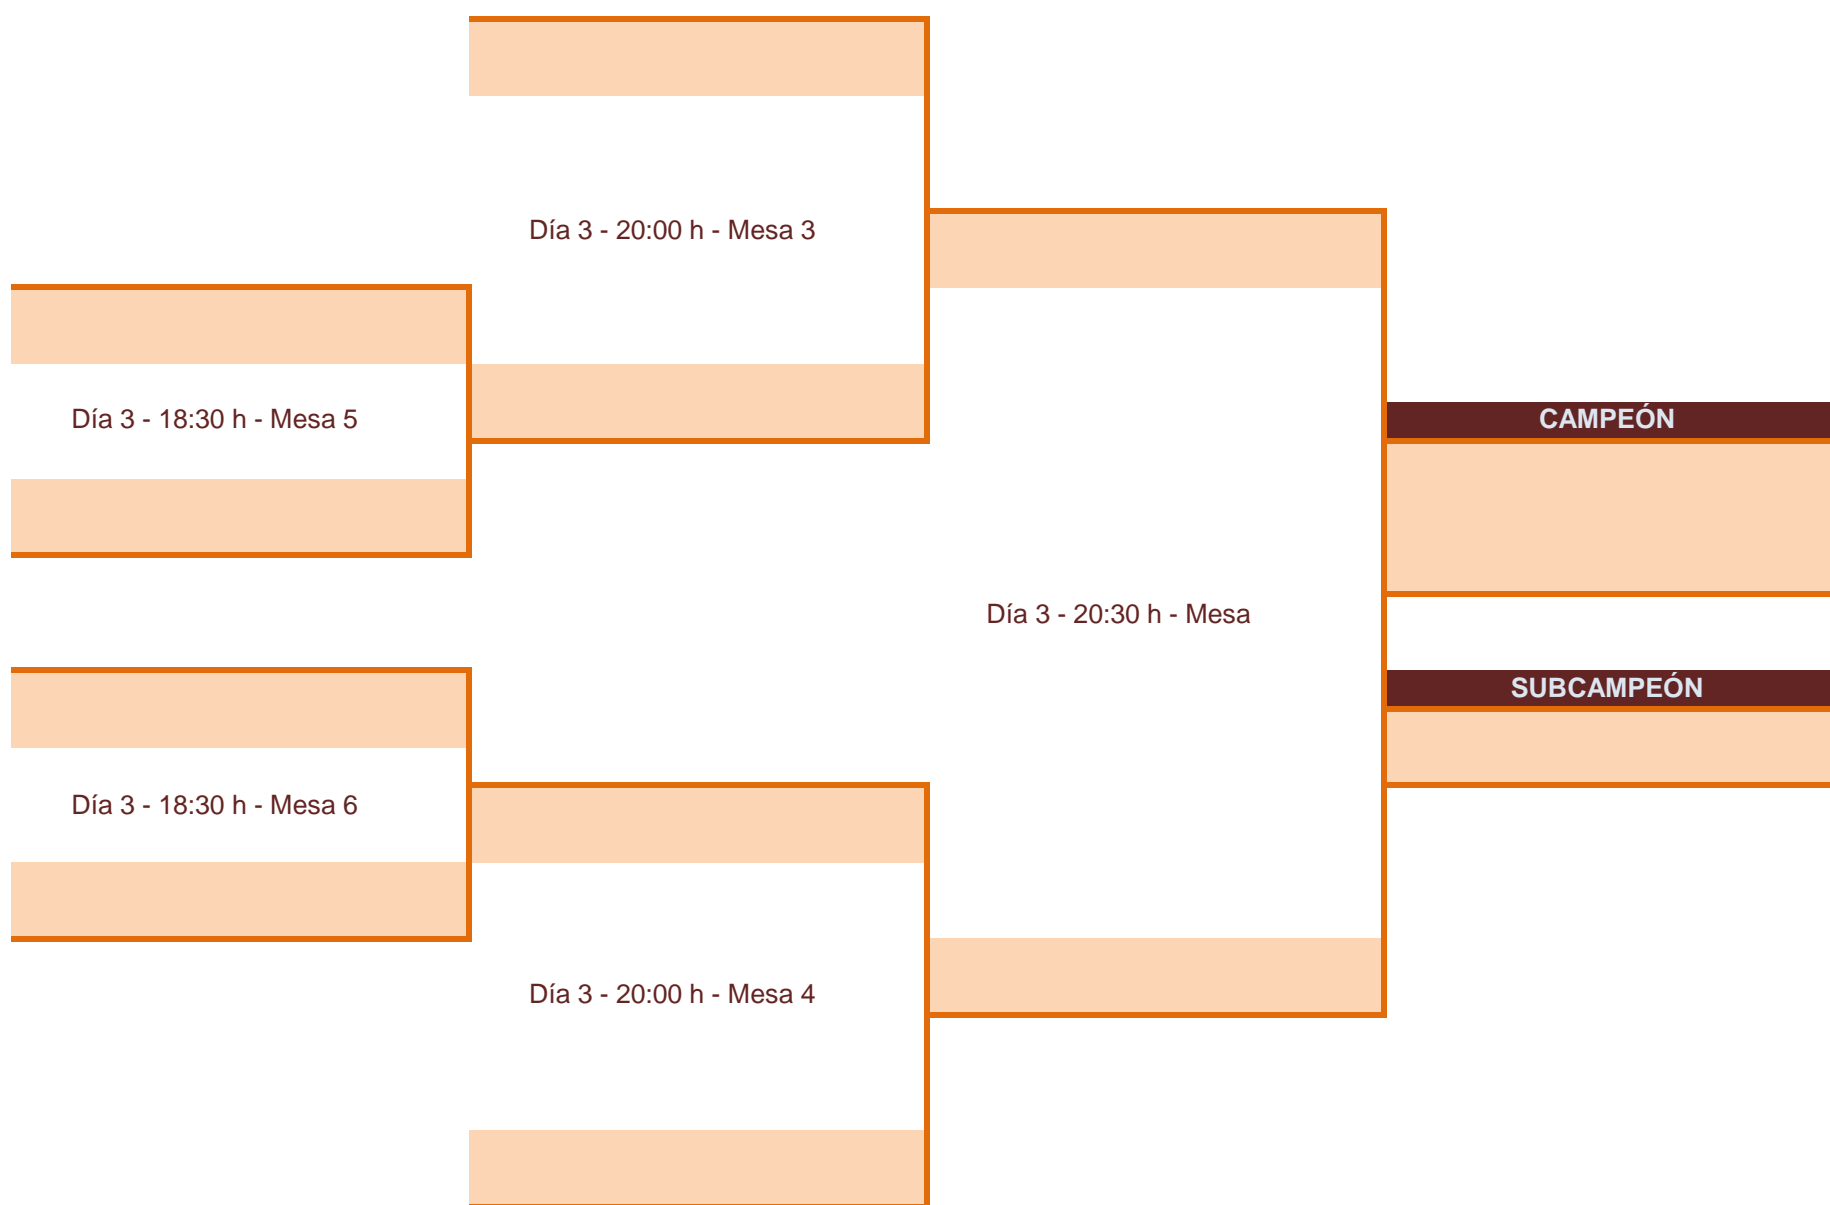 Día 3 - 20:00 h - Mesa 3
Día 3 - 18:30 h - Mesa 5
CAMPEÓN
Día 3 - 20:30 h - Mesa
SUBCAMPEÓN
Día 3 - 18:30 h - Mesa 6
Día 3 - 20:00 h - Mesa 4